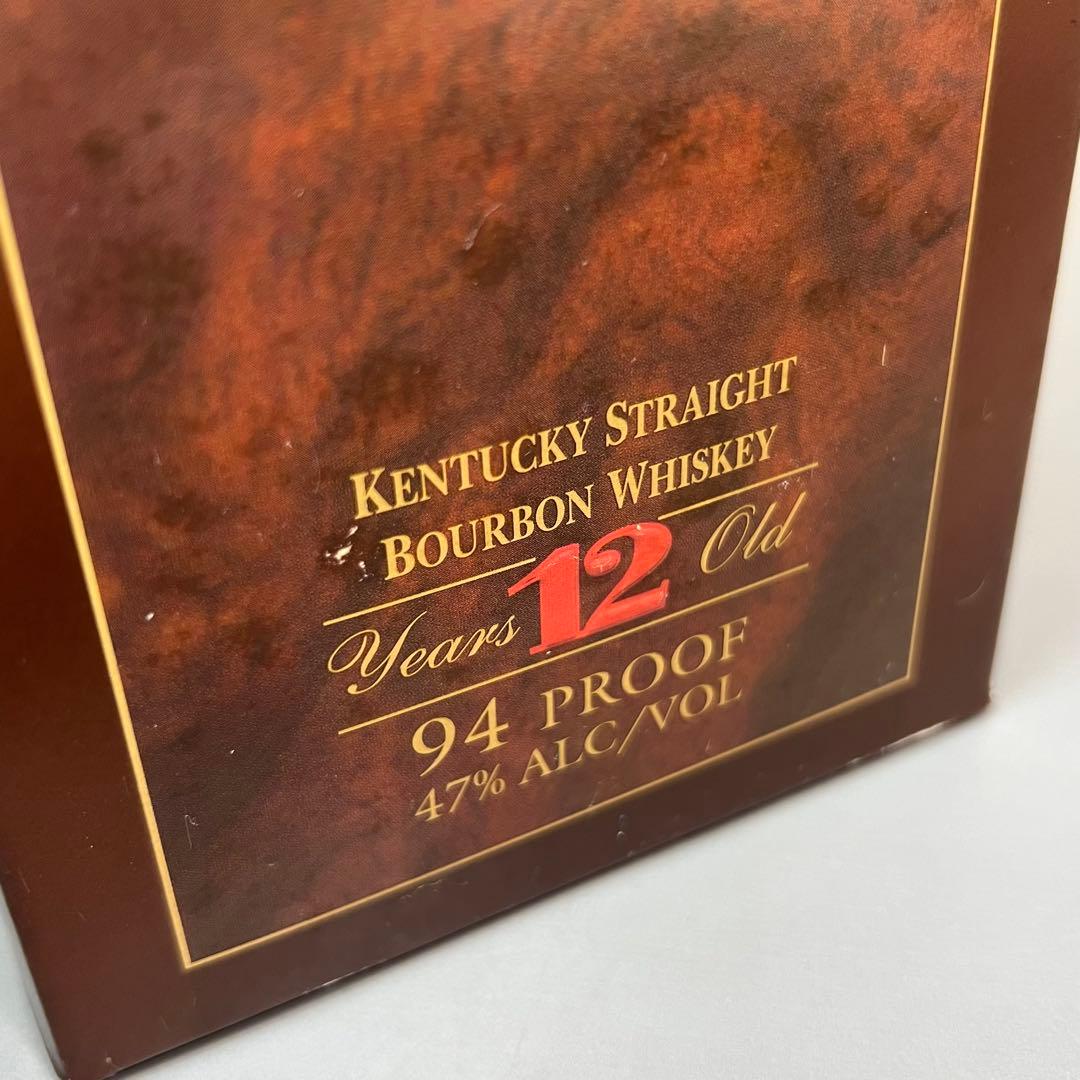 KENTUCKY STRAIGHT
BOURBON WHISKEY
Years 12 Old
94 PROOF
47% ALC/VOL